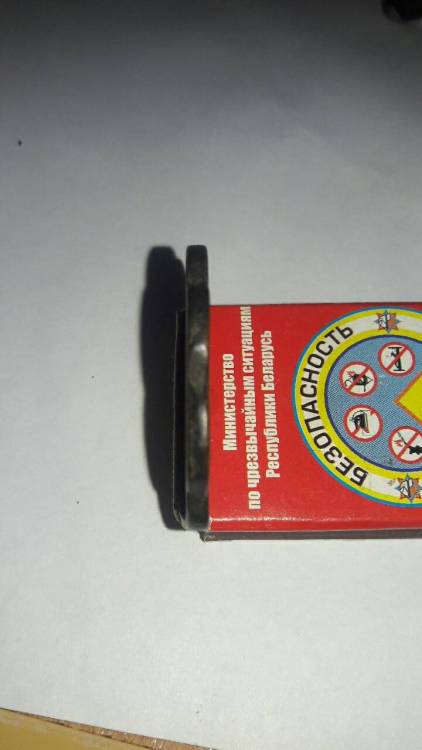 Министерство
по чрезвычайным ситуациям
Республики Беларусь
БЕЗОПАСНОСТЬ